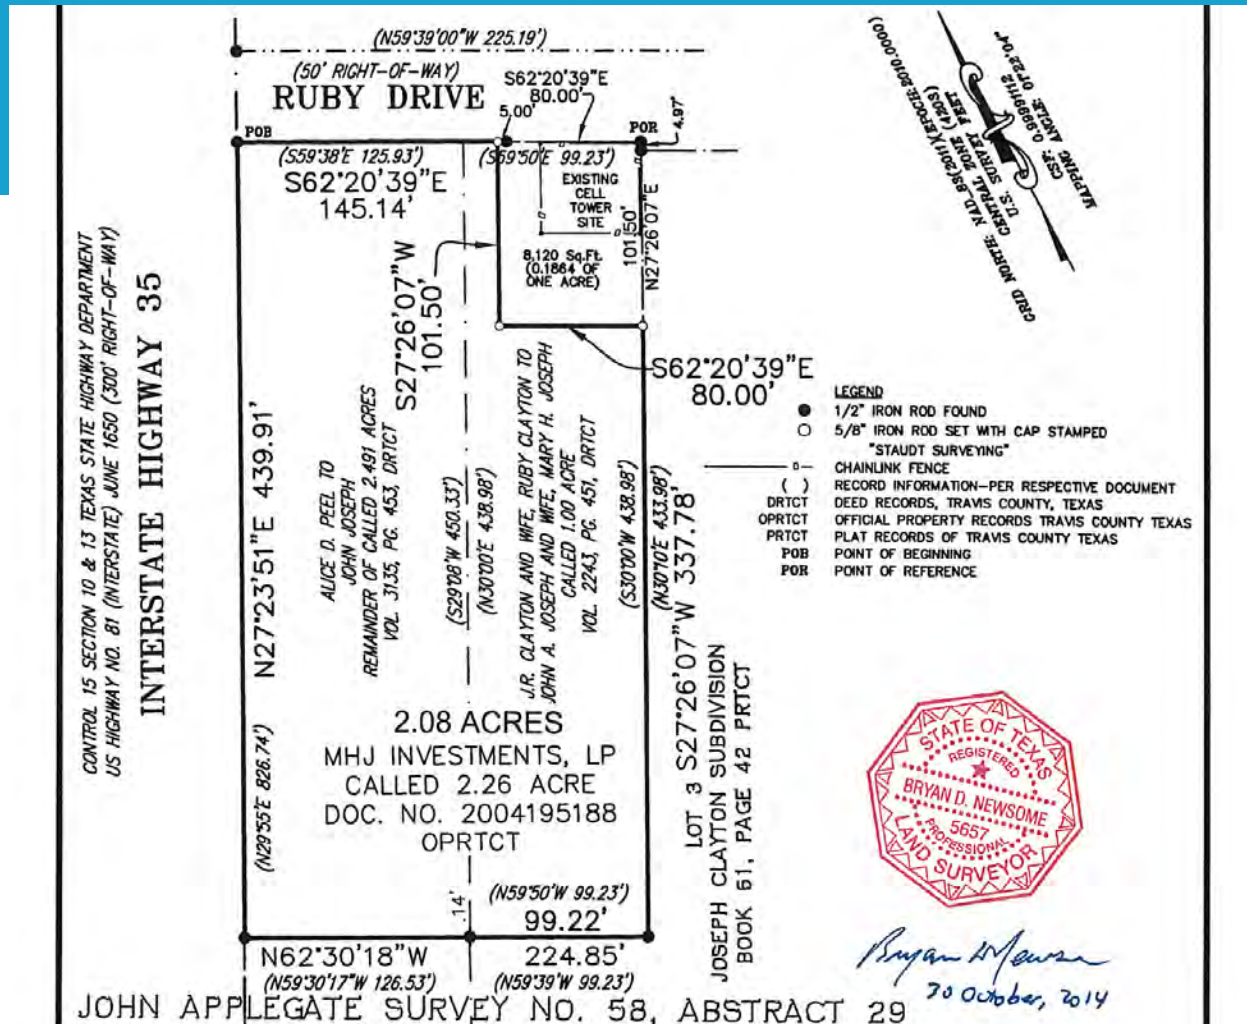 (N59°39'00"W 225.19')
(50' RIGHT-OF-WAY)
RUBY DRIVE
S62°20'39"E
80.00'
5.00'
POB
POR
4.97'
(S59°38'E 125.93')
(S59°50'E 99.23')
S62°20'39"E
145.14'
EXISTING
CELL
TOWER
SITE
8,120 Sq.Ft.
(0.1864 OF
ONE ACRE)
101.50'
N27°26'07"E
S27°26'07"W
101.50'
S62°20'39"E
80.00'
GRID NORTH: NAD_83(2011)(EPOCH:2010.0000)
CENTRAL ZONE (4203)
U.S. SURVEY FEET
CSF: 0.99991112
MAPPING ANGLE: 01°22'04"
CONTROL 15 SECTION 10 & 13 TEXAS STATE HIGHWAY DEPARTMENT
US HIGHWAY NO. 81 (INTERSTATE) JUNE 1650 (300' RIGHT-OF-WAY)
INTERSTATE HIGHWAY 35
N27°23'51"E 439.91'
(N29°55'E 826.74')
ALICE D. PEEL TO
JOHN JOSEPH
REMAINDER OF CALLED 2.491 ACRES
VOL. 3135, PG. 453, DRTCT
(S29°08'W 450.33')
(N30°00'E 438.98')
J.R. CLAYTON AND WIFE, RUBY CLAYTON TO
JOHN A. JOSEPH AND WIFE, MARY H. JOSEPH
CALLED 1.00 ACRE
VOL. 2243, PG. 451, DRTCT
(S30°00'W 438.98')
(N30°10'E 433.98')
S27°26'07"W 337.78'
LOT 3
JOSEPH CLAYTON SUBDIVISION
BOOK 61, PAGE 42 PRTCT
LEGEND
1/2" IRON ROD FOUND
5/8" IRON ROD SET WITH CAP STAMPED
"STAUDT SURVEYING"
CHAINLINK FENCE
( ) RECORD INFORMATION-PER RESPECTIVE DOCUMENT
DRTCT DEED RECORDS, TRAVIS COUNTY, TEXAS
OPRTCT OFFICIAL PROPERTY RECORDS TRAVIS COUNTY TEXAS
PRTCT PLAT RECORDS OF TRAVIS COUNTY TEXAS
POB POINT OF BEGINNING
POR POINT OF REFERENCE
2.08 ACRES
MHJ INVESTMENTS, LP
CALLED 2.26 ACRE
DOC. NO. 2004195188
OPRTCT
.14'
(N59°50'W 99.23')
99.22'
N62°30'18"W 224.85'
(N59°30'17"W 126.53')
(N59°39'W 99.23')
JOHN APPLEGATE SURVEY NO. 58, ABSTRACT 29
STATE OF TEXAS
REGISTERED
BRYAN D. NEWSOME
5657
PROFESSIONAL
LAND SURVEYOR
Bryan D Newsome
30 October, 2014